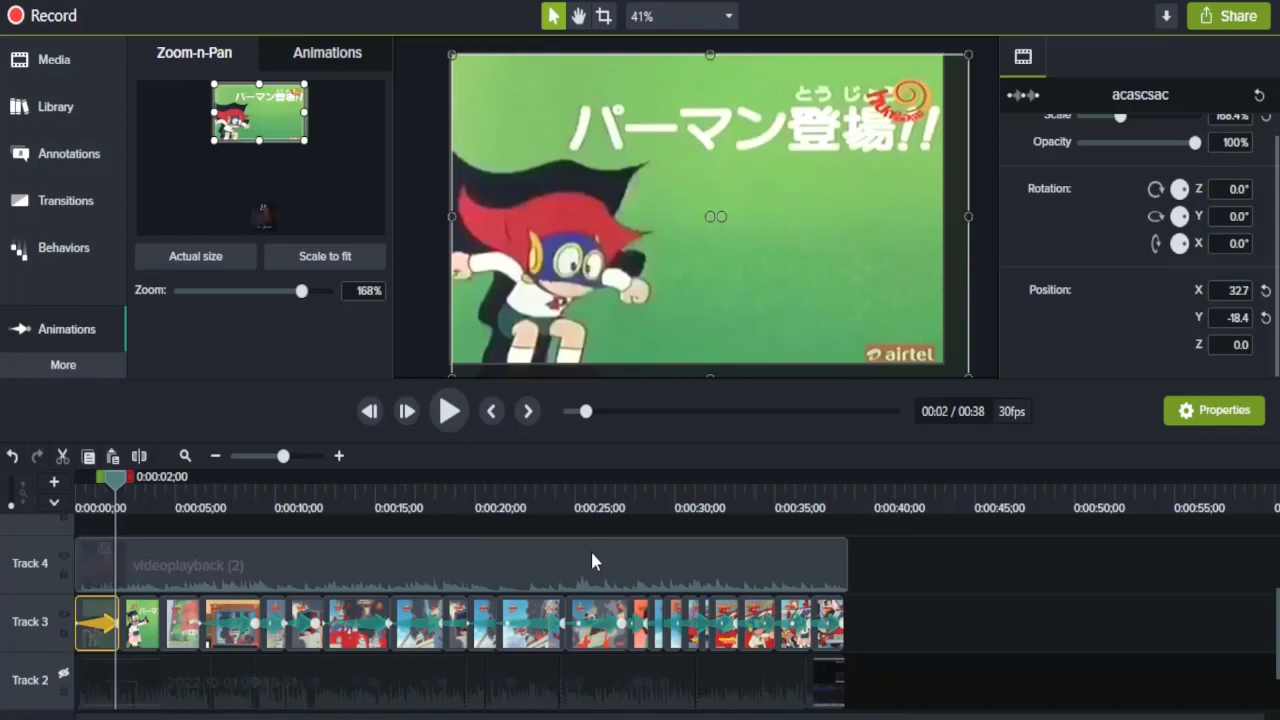 Record
41%
Share
Media
Library
Annotations
Transitions
Behaviors
Animations
More
Zoom-n-Pan
Animations
Actual size
Scale to fit
Zoom:
168%
とう じょう
パーマン登場!!
hungama
airtel
acascsac
Scale
168.4%
Opacity
100%
Rotation:
Z
0.0°
Y
0.0°
X
0.0°
Position:
X
32.7
Y
-18.4
Z
0.0
00:02 / 00:38
30fps
Properties
0:00:02;00
0:00:00;00
0:00:05;00
0:00:10;00
0:00:15;00
0:00:20;00
0:00:25;00
0:00:30;00
0:00:35;00
0:00:40;00
0:00:45;00
0:00:50;00
0:00:55;00
Track 4
videoplayback (2)
Track 3
Track 2